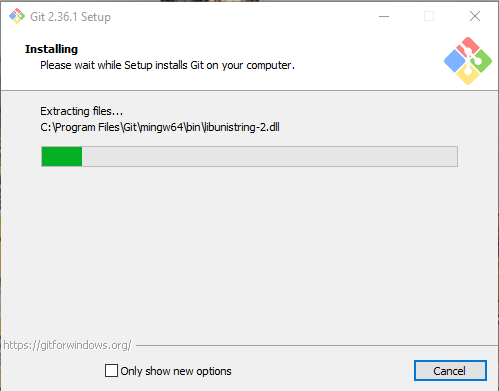 Git 2.36.1 Setup
Installing
Please wait while Setup installs Git on your computer.
Extracting files...
C:\Program Files\Git\mingw64\bin\libunistring-2.dll
https://gitforwindows.org/
Only show new options
Cancel